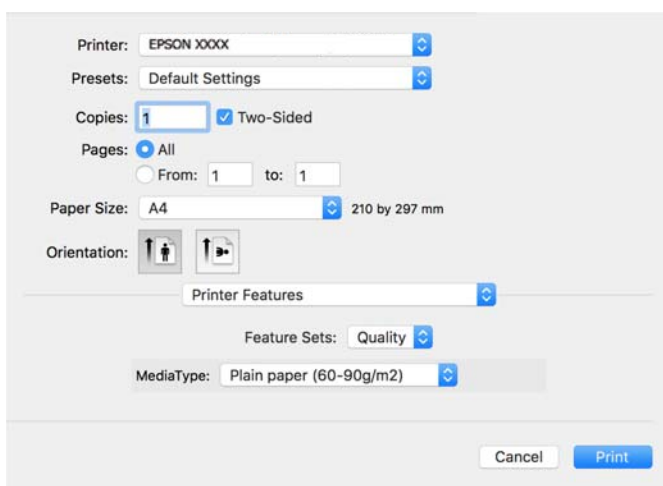 Printer: EPSON XXXX
Presets: Default Settings
Copies: 1 Two-Sided
Pages: All
From: 1 to: 1
Paper Size: A4 210 by 297 mm
Orientation:
Printer Features
Feature Sets: Quality
MediaType: Plain paper (60-90g/m2)
Cancel Print